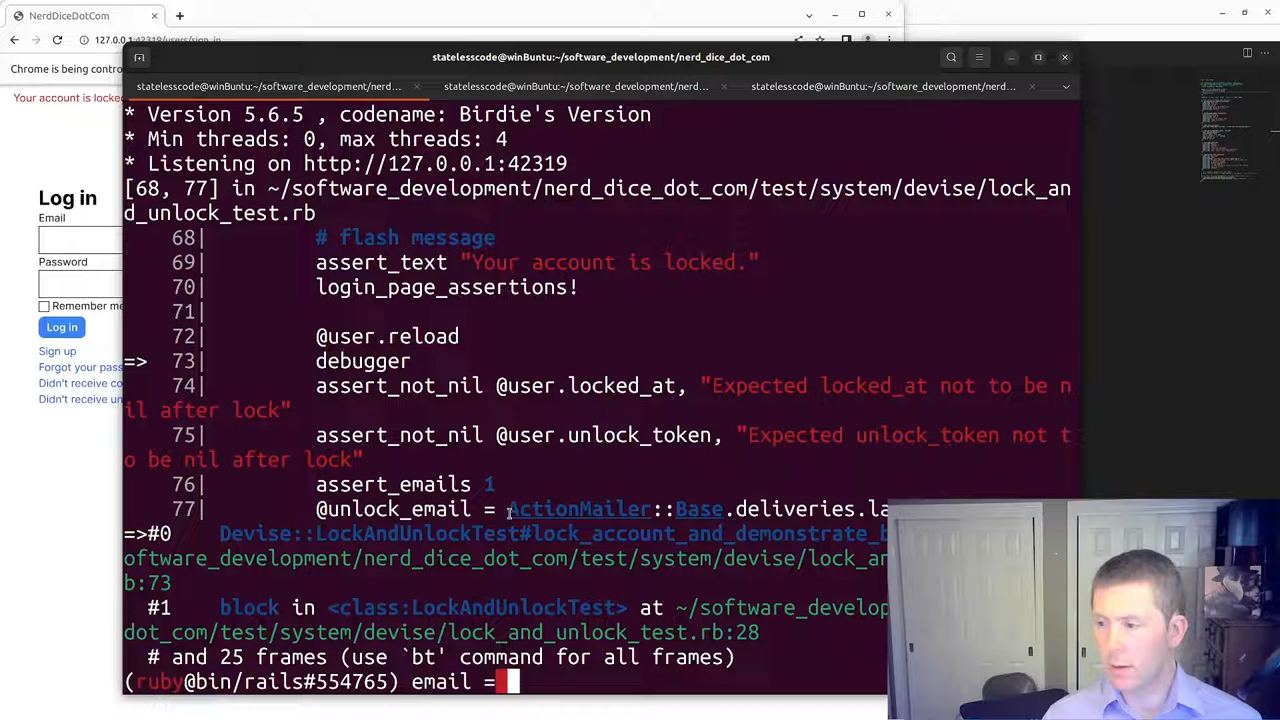 NerdDiceDotCom
127.0.0.1:42319/users/sign_in
Chrome is being contro
Your account is locked
Log in
Email
Password
Remember me
Log in
Sign up
Forgot your pass
Didn't receive co
Didn't receive un
statelesscode@winBuntu:~/software_development/nerd_dice_dot_com
statelesscode@winBuntu:~/software_development/nerd...
statelesscode@winBuntu:~/software_development/nerd...
statelesscode@winBuntu:~/software_development/nerd...
* Version 5.6.5 , codename: Birdie's Version
* Min threads: 0, max threads: 4
* Listening on http://127.0.0.1:42319
[68, 77] in ~/software_development/nerd_dice_dot_com/test/system/devise/lock_an
d_unlock_test.rb
68| # flash message
69| assert_text "Your account is locked."
70| login_page_assertions!
71|
72| @user.reload
=> 73| debugger
74| assert_not_nil @user.locked_at, "Expected locked_at not to be n
il after lock"
75| assert_not_nil @user.unlock_token, "Expected unlock_token not t
o be nil after lock"
76| assert_emails 1
77| @unlock_email = ActionMailer::Base.deliveries.la
=>#0 Devise::LockAndUnlockTest#lock_account_and_demonstrate_b
oftware_development/nerd_dice_dot_com/test/system/devise/lock_an
b:73
#1 block in <class:LockAndUnlockTest> at ~/software_develop
dot_com/test/system/devise/lock_and_unlock_test.rb:28
# and 25 frames (use `bt' command for all frames)
(ruby@bin/rails#554765) email =